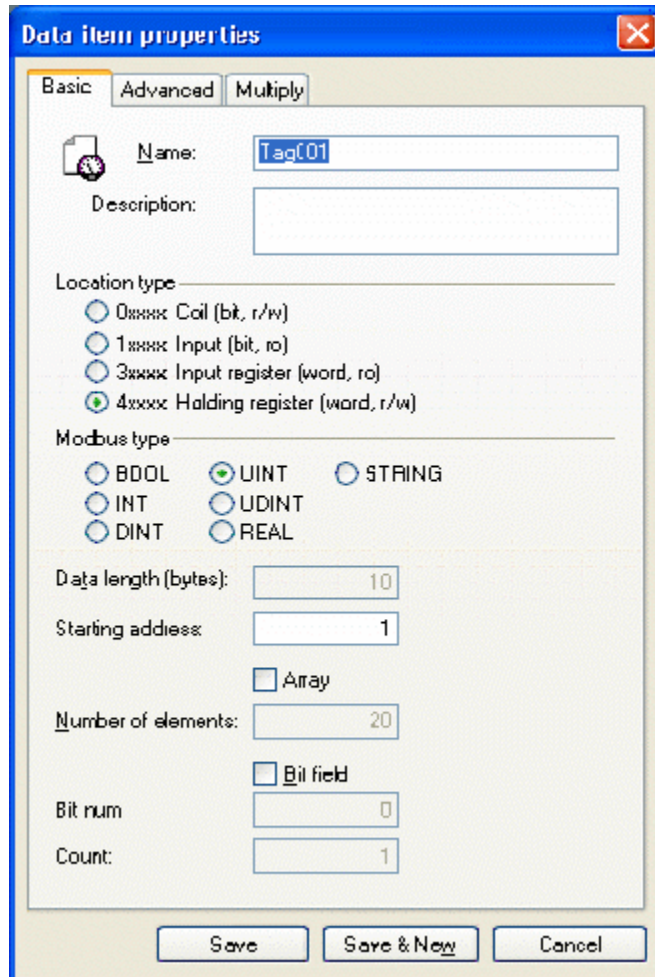 Data item properties
Basic Advanced Multiply
Name: Tag001
Description:
Location type
0xxxx Coil (bit, r/w)
1xxxx Input (bit, ro)
3xxxx Input register (word, ro)
4xxxx Holding register (word, r/w)
Modbus type
BOOL UINT STRING
INT UDINT
DINT REAL
Data length (bytes): 10
Starting address: 1
Array
Number of elements: 20
Bit field
Bit num 0
Count: 1
Save Save & New Cancel